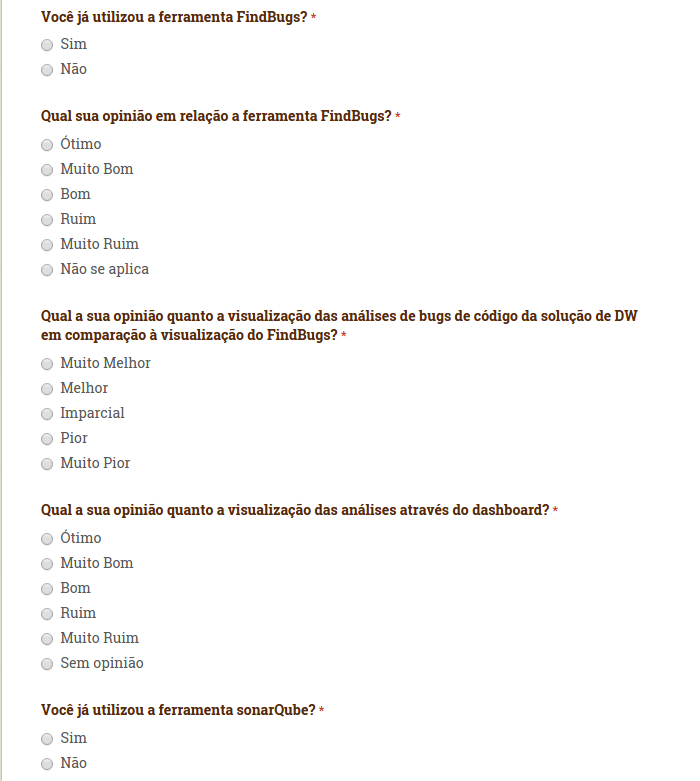 Você já utilizou a ferramenta FindBugs? *
Sim
Não
Qual sua opinião em relação a ferramenta FindBugs? *
Ótimo
Muito Bom
Bom
Ruim
Muito Ruim
Não se aplica
Qual a sua opinião quanto a visualização das análises de bugs de código da solução de DW
em comparação à visualização do FindBugs? *
Muito Melhor
Melhor
Imparcial
Pior
Muito Pior
Qual a sua opinião quanto a visualização das análises através do dashboard? *
Ótimo
Muito Bom
Bom
Ruim
Muito Ruim
Sem opinião
Você já utilizou a ferramenta sonarQube? *
Sim
Não